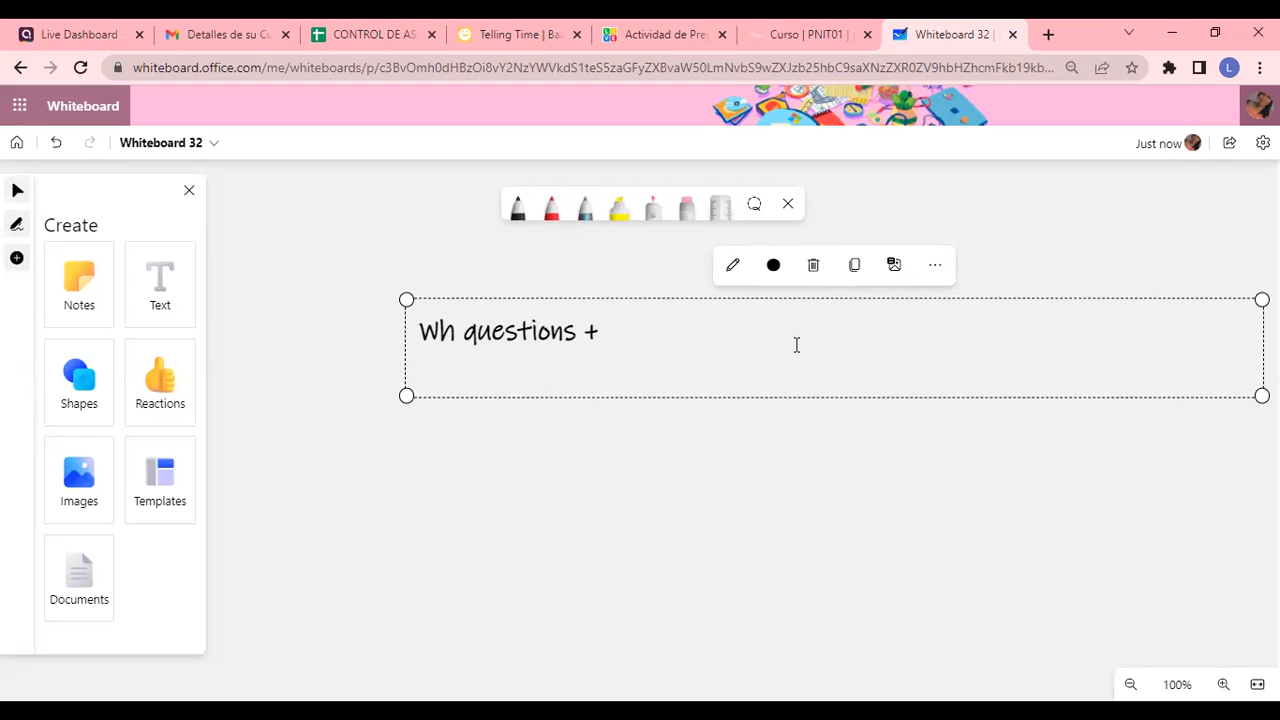 Live Dashboard
Detalles de su Cu
CONTROL DE AS
Telling Time | Ba
Actividad de Pre
Curso | PNIT01 |
Whiteboard 32 |
whiteboard.office.com/me/whiteboards/p/c3BvOmh0dHBzOi8vY2NzYWVkdS1teS5zaGFyZXBvaW50LmNvbS9wZXJzb25hbC9saXNzZXR0ZV9hbHZhcmFkb19kb...
L
Whiteboard
Whiteboard 32
Just now
Create
Notes
Text
Shapes
Reactions
Images
Templates
Documents
Wh questions +
100%